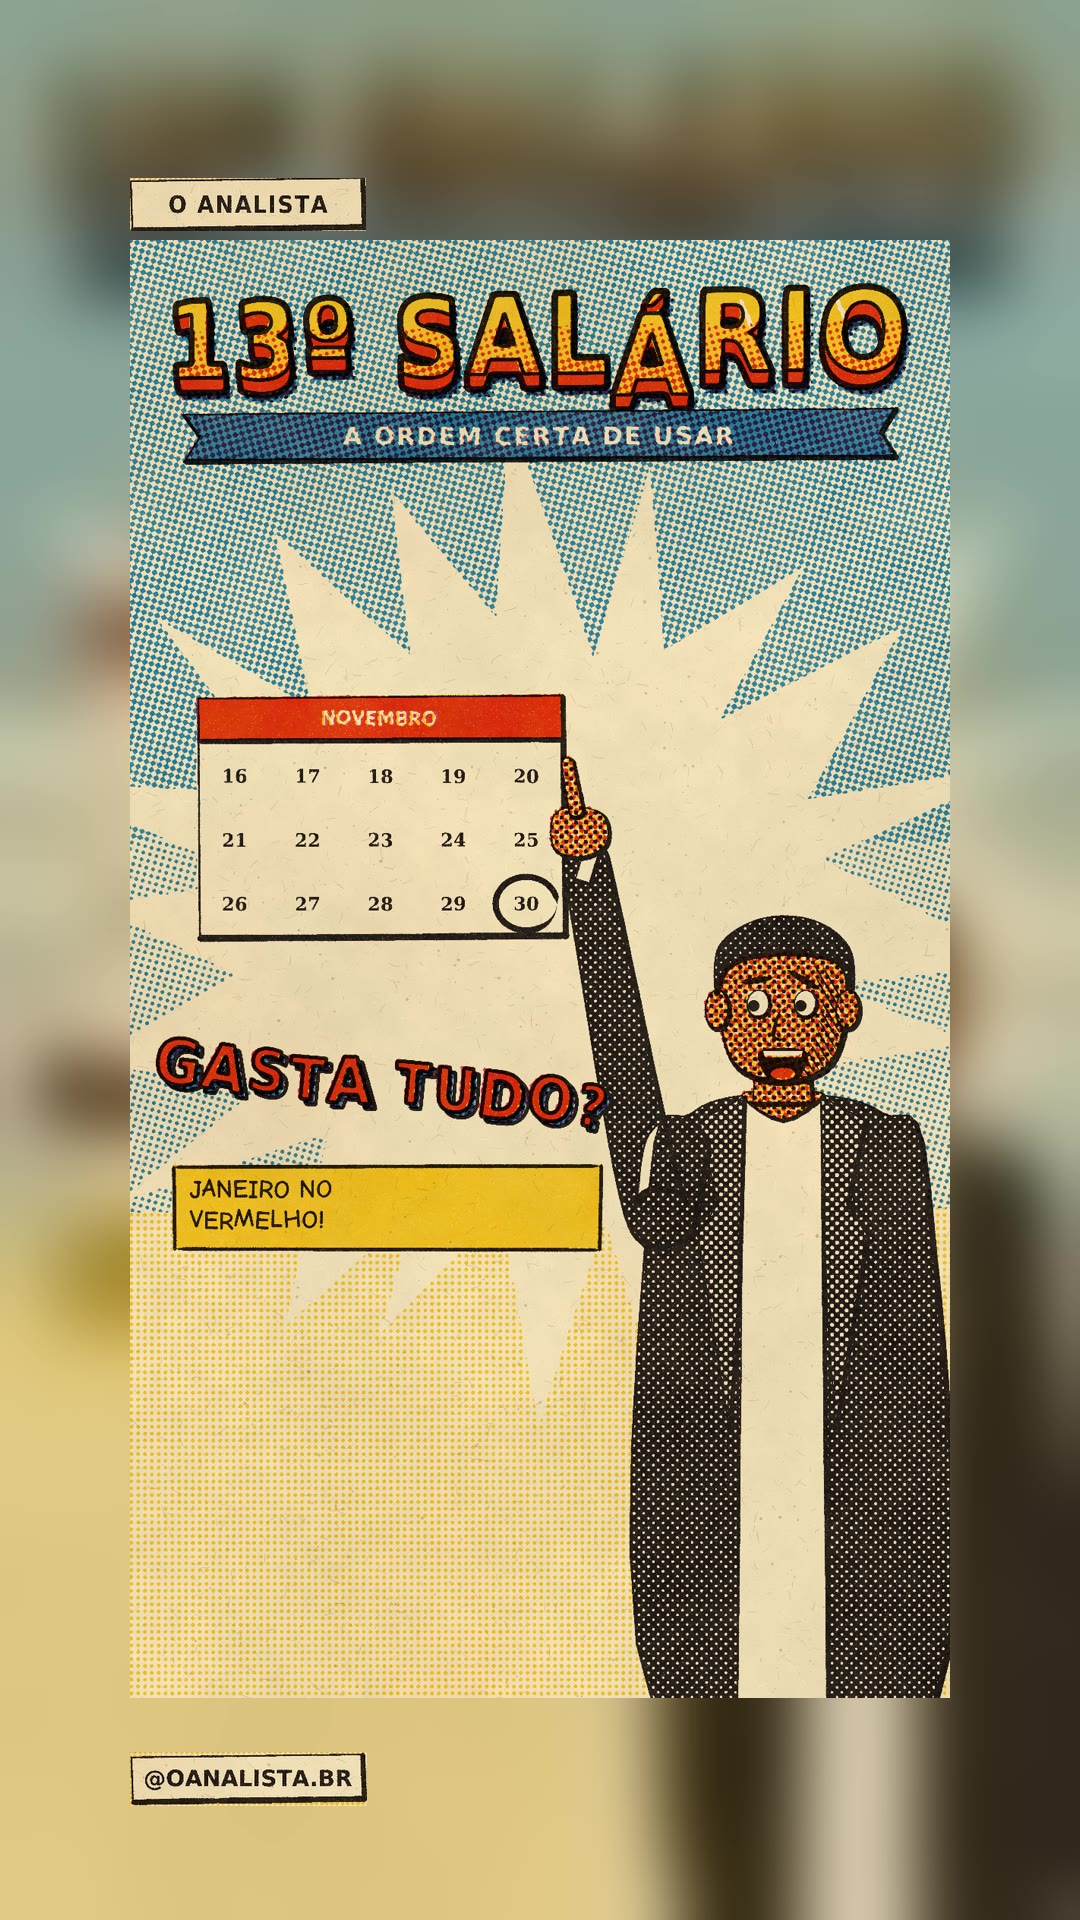 O ANALISTA
13º SALÁRIO
A ORDEM CERTA DE USAR
NOVEMBRO
16 17 18 19 20
21 22 23 24 25
26 27 28 29 30
GASTA TUDO?
JANEIRO NO
VERMELHO!
@OANALISTA.BR